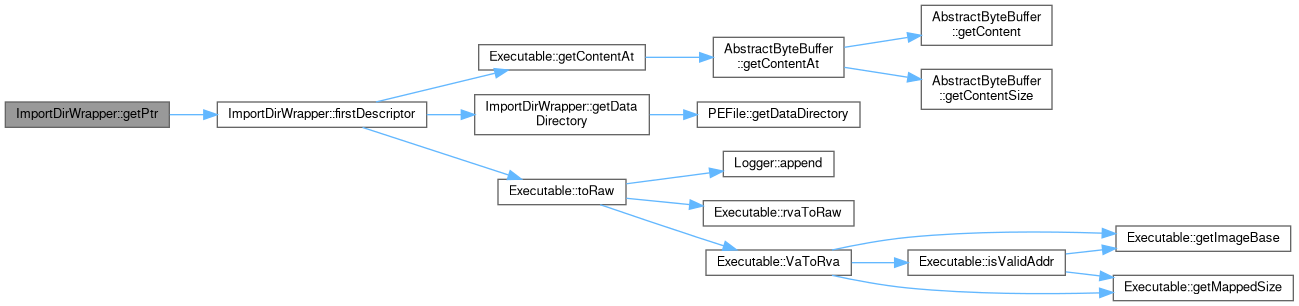 ImportDirWrapper::getPtr
ImportDirWrapper::firstDescriptor
Executable::getContentAt
AbstractByteBuffer
::getContentAt
AbstractByteBuffer
::getContent
AbstractByteBuffer
::getContentSize
ImportDirWrapper::getData
Directory
PEFile::getDataDirectory
Executable::toRaw
Logger::append
Executable::rvaToRaw
Executable::VaToRva
Executable::isValidAddr
Executable::getImageBase
Executable::getMappedSize